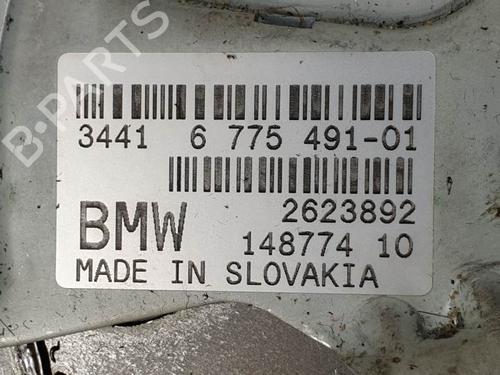 B-PARTS
3441 6 775 491-01
2623892
BMW 148774 10
MADE IN SLOVAKIA